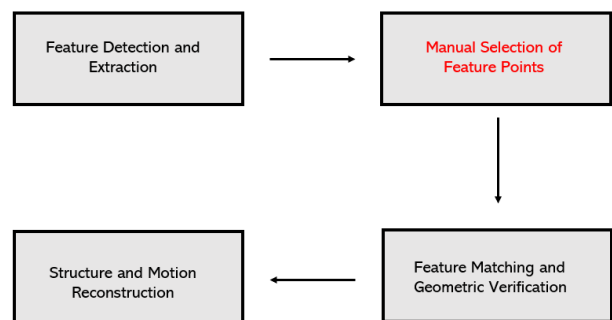 Feature Detection and
Extraction
Manual Selection of
Feature Points
Feature Matching and
Geometric Verification
Structure and Motion
Reconstruction